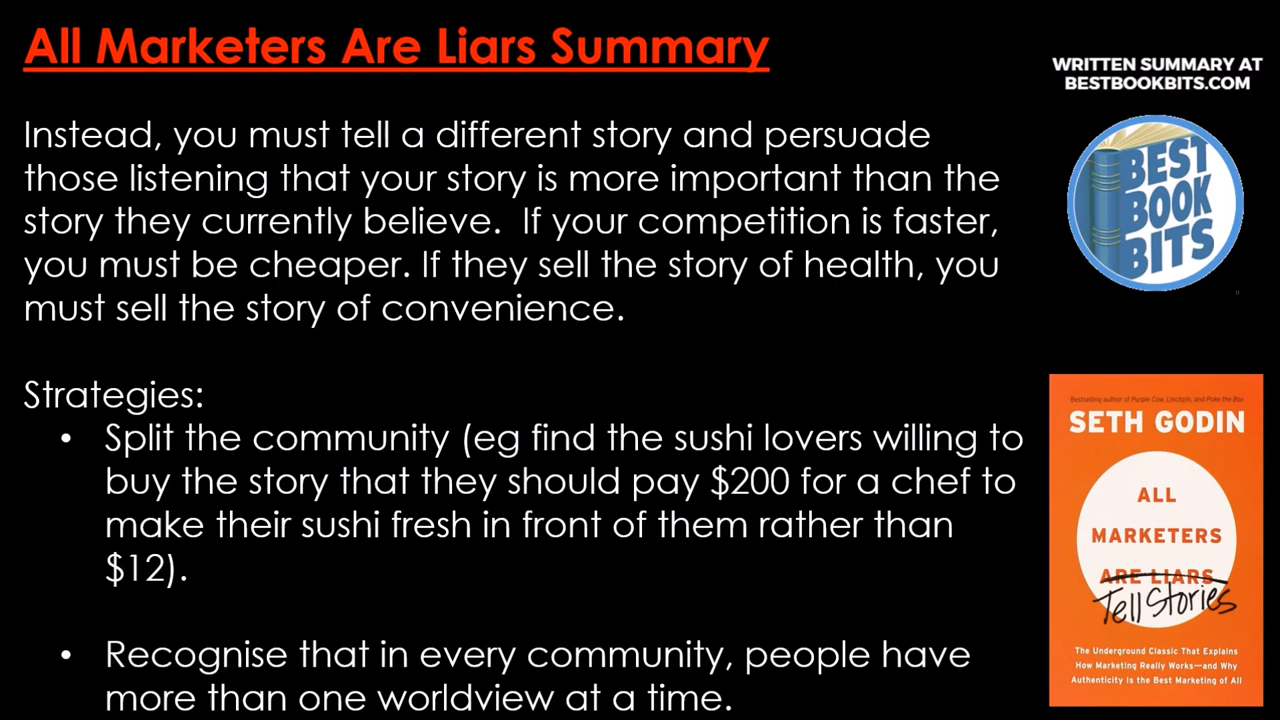 All Marketers Are Liars Summary
Instead, you must tell a different story and persuade
those listening that your story is more important than the
story they currently believe. If your competition is faster,
you must be cheaper. If they sell the story of health, you
must sell the story of convenience.
Strategies:
• Split the community (eg find the sushi lovers willing to
buy the story that they should pay $200 for a chef to
make their sushi fresh in front of them rather than
$12).
• Recognise that in every community, people have
more than one worldview at a time.
WRITTEN SUMMARY AT
BESTBOOKBITS.COM
BEST
BOOK
BITS
Bestselling author of Purple Cow, Linchpin, and Poke the Box
SETH GODIN
ALL
MARKETERS
ARE LIARS
Tell Stories
The Underground Classic That Explains
How Marketing Really Works—and Why
Authenticity Is the Best Marketing of All